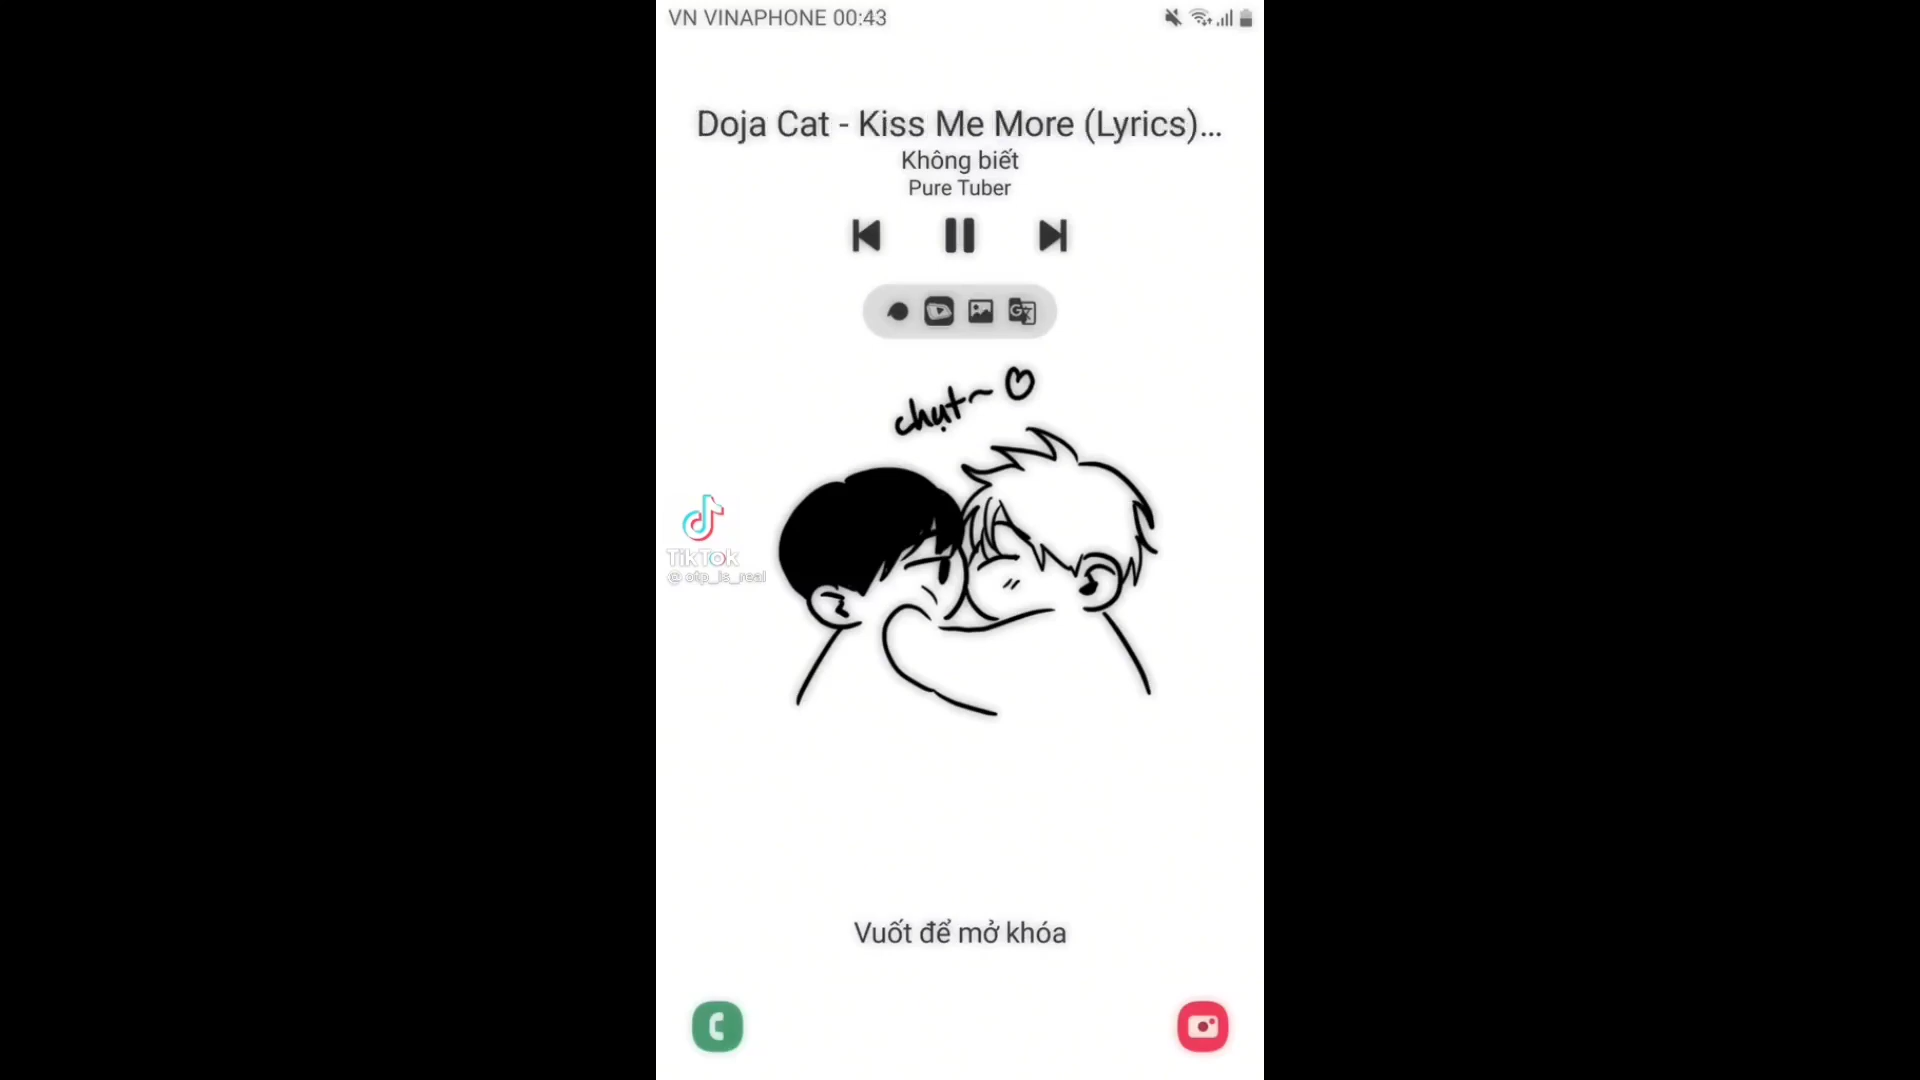 VN VINAPHONE 00:43
Doja Cat - Kiss Me More (Lyrics)...
Không biết
Pure Tuber
chụt~
TikTok
@ otp_is_real
Vuốt để mở khóa